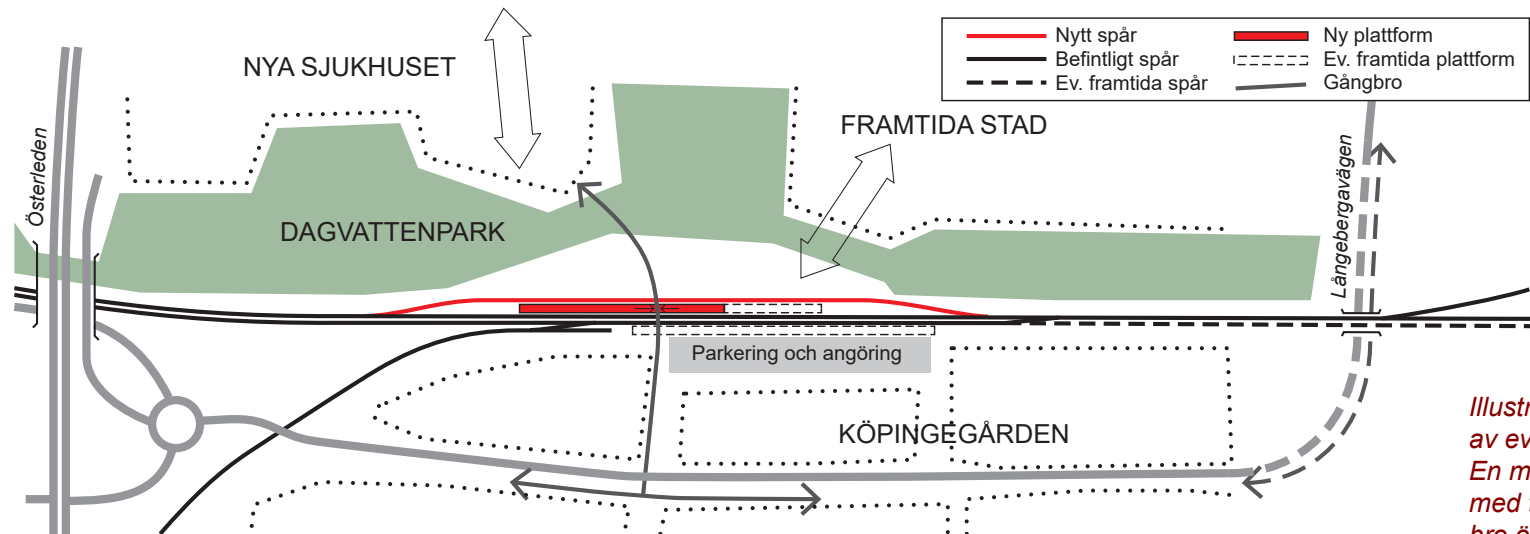 Nytt spår
Befintligt spår
Ev. framtida spår
Ny plattform
Ev. framtida plattform
Gångbro
NYA SJUKHUSET
FRAMTIDA STAD
Österleden
DAGVATTENPARK
Långebergavägen
Parkering och angöring
KÖPINGEGÅRDEN
av ev
En m
med